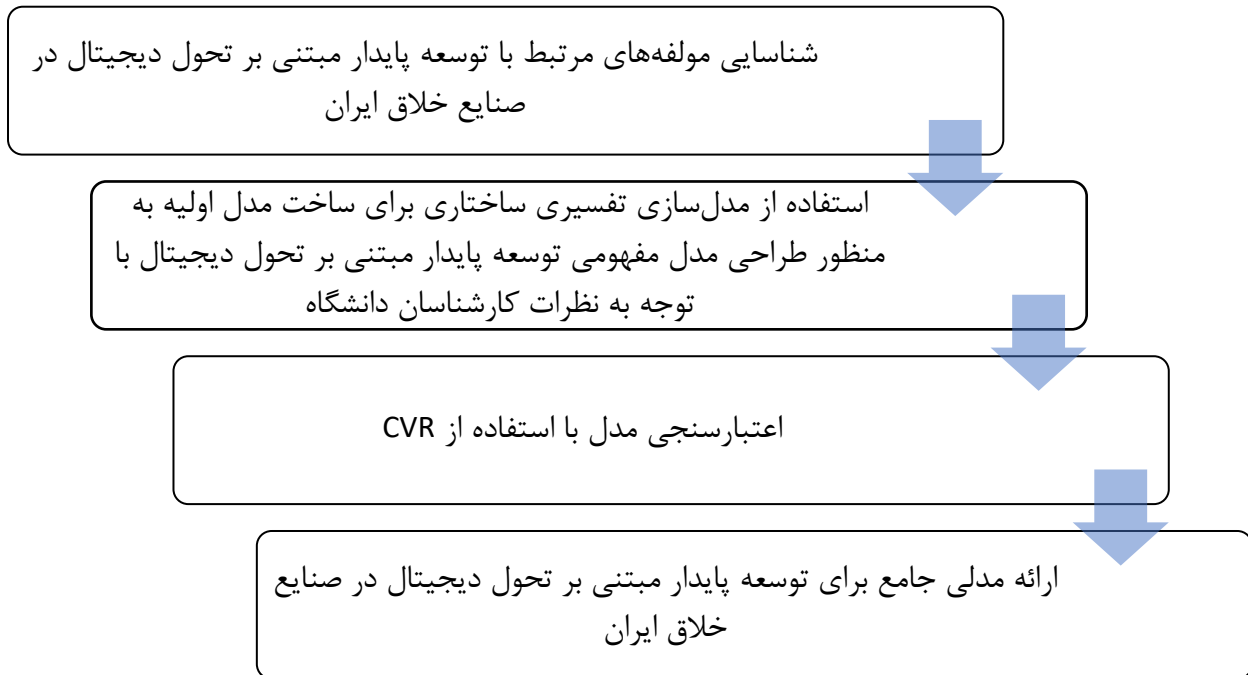 شناسایی مولفه‌های مرتبط با توسعه پایدار مبتنی بر تحول دیجیتال در
صنایع خلاق ایران
استفاده از مدل‌سازی تفسیری ساختاری برای ساخت مدل اولیه به
منظور طراحی مدل مفهومی توسعه پایدار مبتنی بر تحول دیجیتال با
توجه به نظرات کارشناسان دانشگاه
اعتبارسنجی مدل با استفاده از CVR
ارائه مدلی جامع برای توسعه پایدار مبتنی بر تحول دیجیتال در صنایع
خلاق ایران